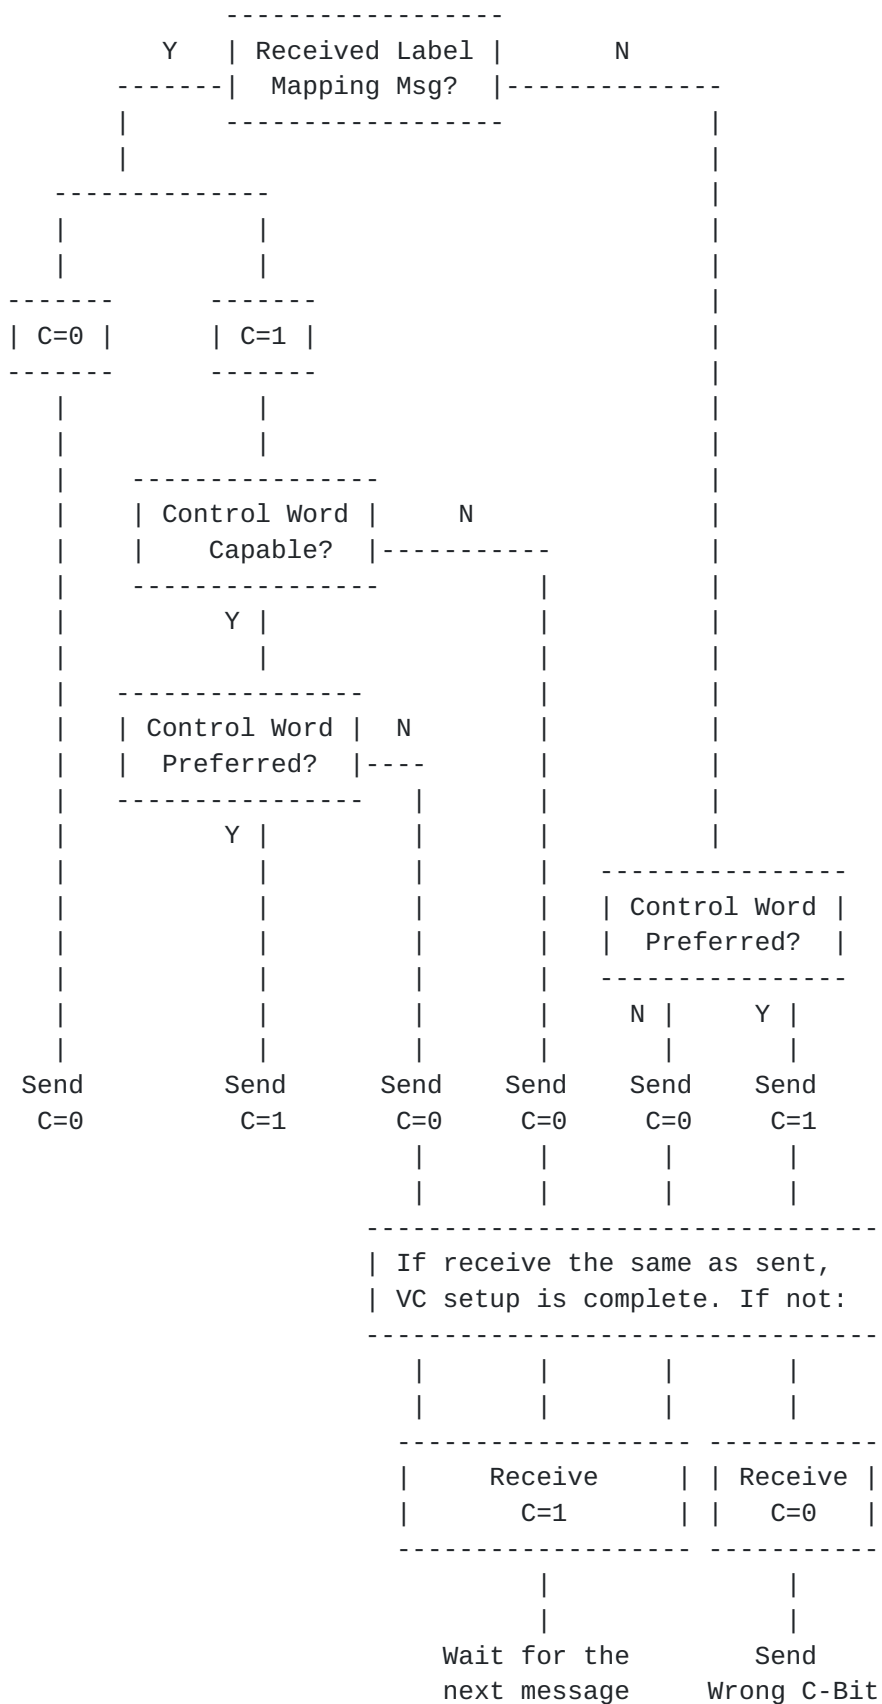 Y Received Label N
Mapping Msg?
C=0 C=1
Control Word N
Capable?
Y
Control Word N
Preferred?
Y
Control Word
Preferred?
N Y
Send Send Send Send Send Send
C=0 C=1 C=0 C=0 C=0 C=1
If receive the same as sent,
VC setup is complete. If not:
Receive Receive
C=1 C=0
Wait for the Send
next message Wrong C-Bit